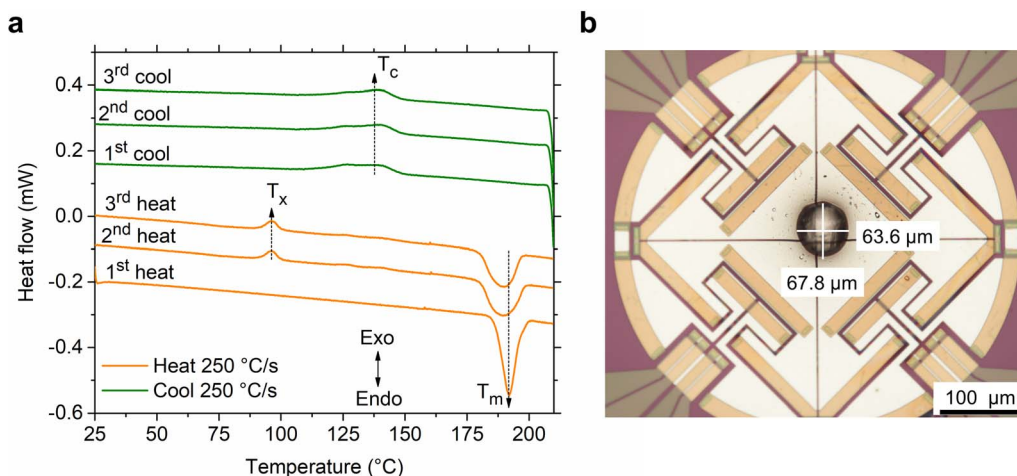 a
3rd cool
2nd cool
1st cool
3rd heat
2nd heat
1st heat
Tc
Tx
Tm
Exo
Endo
Heat 250 °C/s
Cool 250 °C/s
0.4
0.2
0.0
-0.2
-0.4
-0.6
Heat flow (mW)
25 50 75 100 125 150 175 200
Temperature (°C)
b
63.6 µm
67.8 µm
100 µm